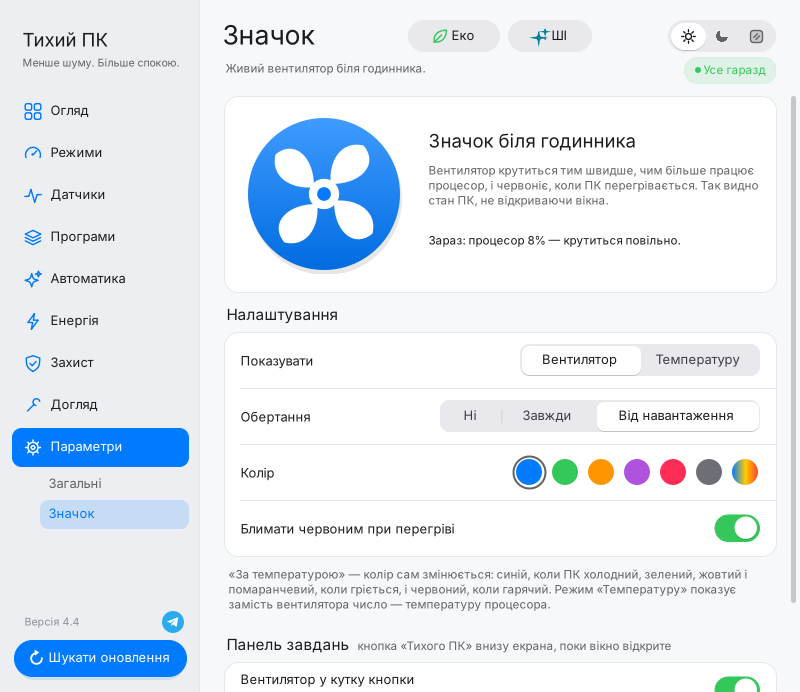 Тихий ПК
Менше шуму. Більше спокою.
Огляд
Режими
Датчики
Програми
Автоматика
Енергія
Захист
Догляд
Параметри
Загальні
Значок
Версія 4.4
Шукати оновлення
Значок
Еко
ШІ
Живий вентилятор біля годинника.
Усе гаразд
Значок біля годинника
Вентилятор крутиться тим швидше, чим більше працює
процесор, і червоніє, коли ПК перегрівається. Так видно
стан ПК, не відкриваючи вікна.
Зараз: процесор 8% — крутиться повільно.
Налаштування
Показувати
Вентилятор
Температуру
Обертання
Ні
Завжди
Від навантаження
Колір
Блимати червоним при перегріві
«За температурою» — колір сам змінюється: синій, коли ПК холодний, зелений, жовтий і
помаранчевий, коли гріється, і червоний, коли гарячий. Режим «Температуру» показує
замість вентилятора число — температуру процесора.
Панель завдань кнопка «Тихого ПК» внизу екрана, поки вікно відкрите
Вентилятор у кутку кнопки